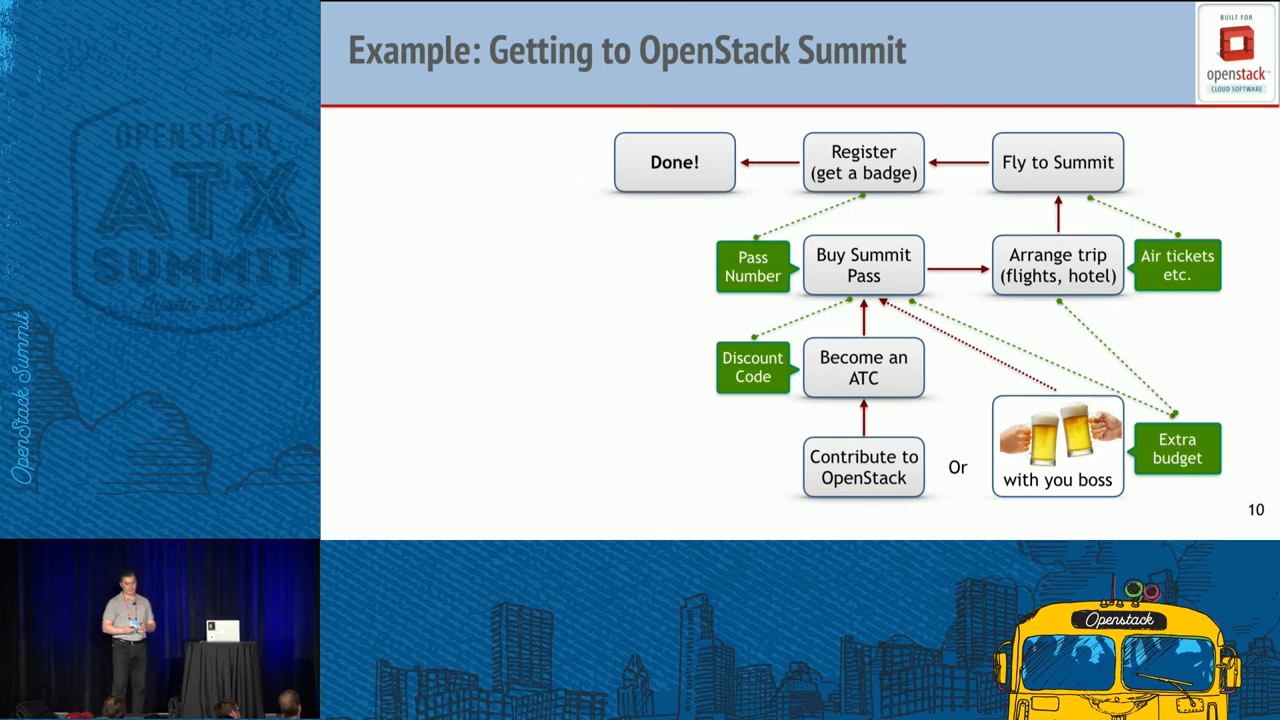 Example: Getting to OpenStack Summit
BUILT FOR
openstack
CLOUD SOFTWARE
OPENSTACK
ATX
SUMMIT
OpenStack Summit
Done!
Register
(get a badge)
Fly to Summit
Pass
Number
Buy Summit
Pass
Arrange trip
(flights, hotel)
Air tickets
etc.
Discount
Code
Become an
ATC
Contribute to
OpenStack
Or
with you boss
Extra
budget
10
Openstack